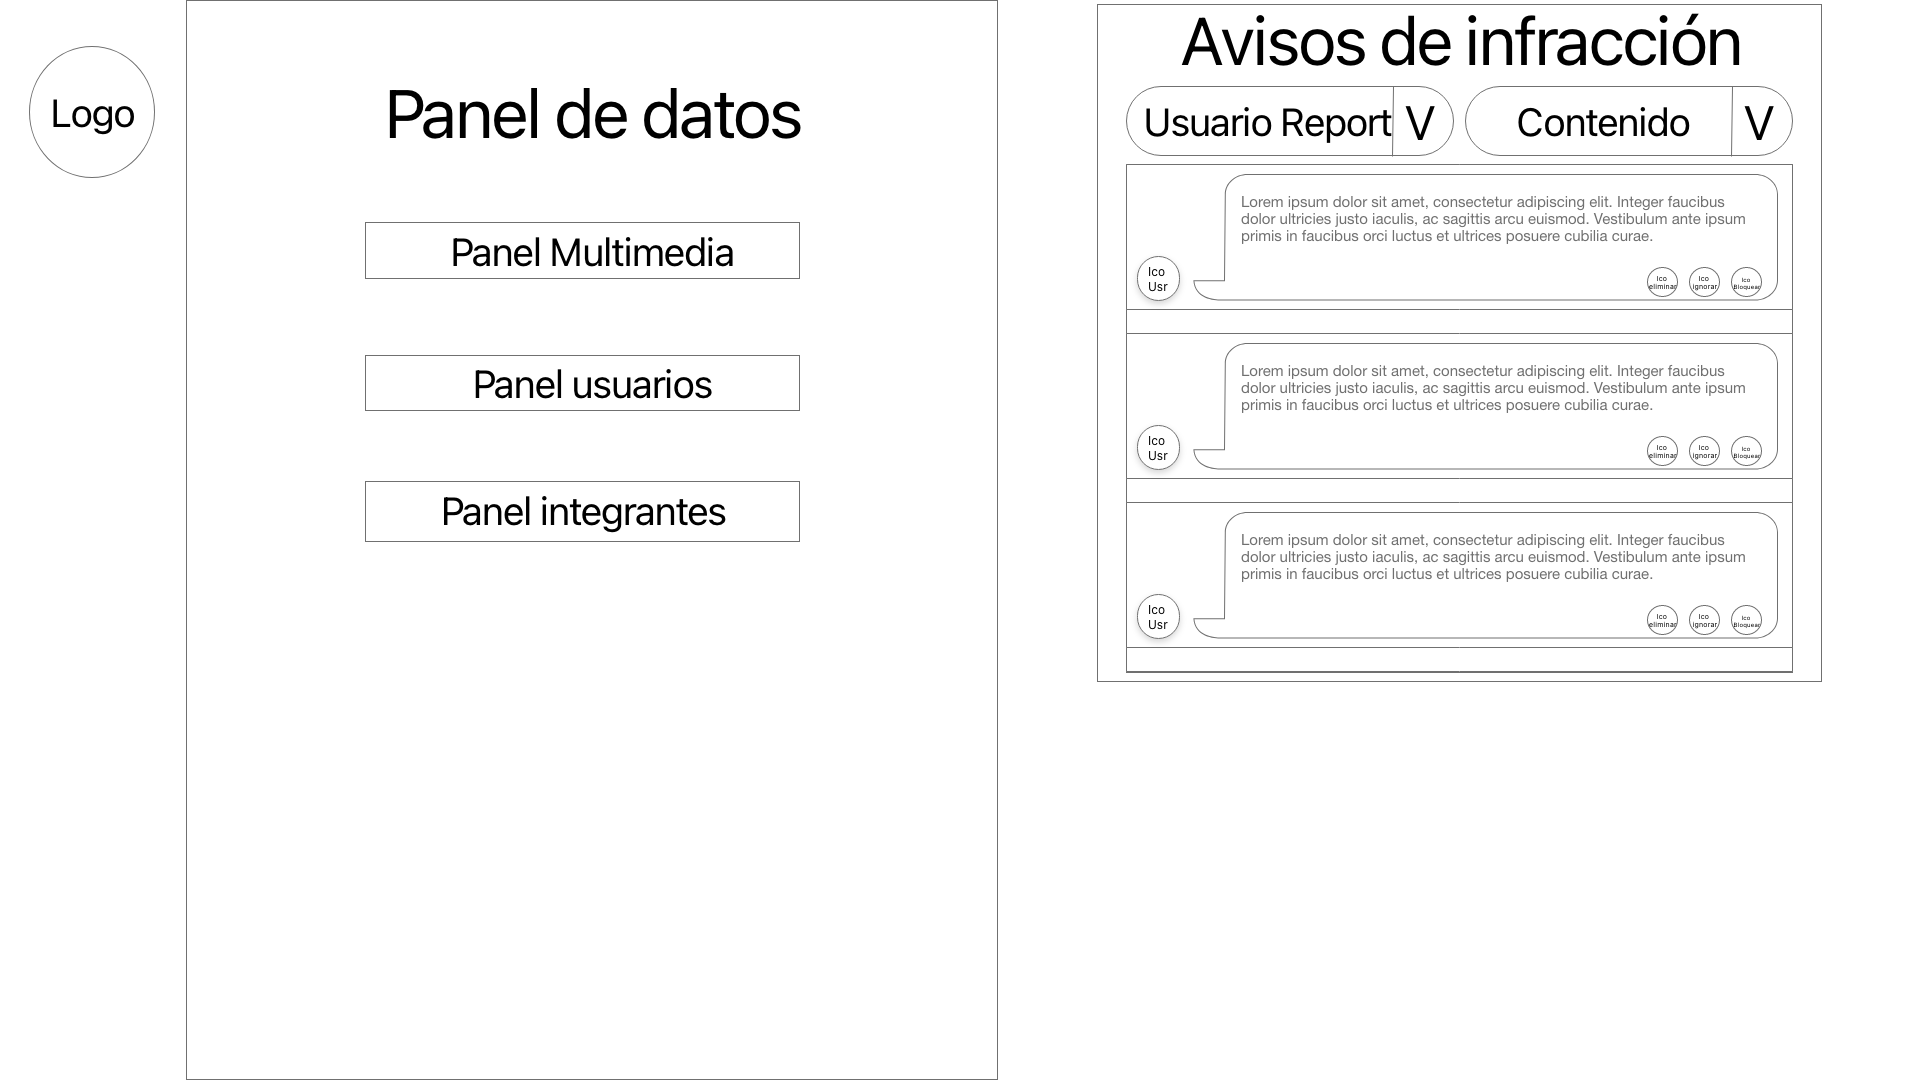 Logo
Panel de datos
Panel Multimedia
Panel usuarios
Panel integrantes
Avisos de infracción
Usuario Report V
Contenido V
Lorem ipsum dolor sit amet, consectetur adipiscing elit. Integer faucibus
dolor ultricies justo iaculis, ac sagittis arcu euismod. Vestibulum ante ipsum
primis in faucibus orci luctus et ultrices posuere cubilia curae.
Ico
Usr
Ico
eliminar
Ico
ignorar
Ico
Bloquear
Lorem ipsum dolor sit amet, consectetur adipiscing elit. Integer faucibus
dolor ultricies justo iaculis, ac sagittis arcu euismod. Vestibulum ante ipsum
primis in faucibus orci luctus et ultrices posuere cubilia curae.
Ico
Usr
Ico
eliminar
Ico
ignorar
Ico
Bloquear
Lorem ipsum dolor sit amet, consectetur adipiscing elit. Integer faucibus
dolor ultricies justo iaculis, ac sagittis arcu euismod. Vestibulum ante ipsum
primis in faucibus orci luctus et ultrices posuere cubilia curae.
Ico
Usr
Ico
eliminar
Ico
ignorar
Ico
Bloquear